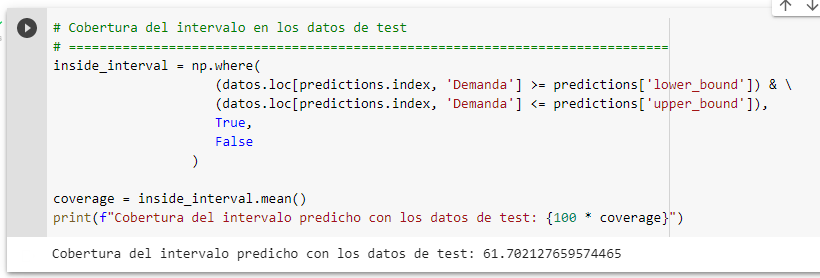 # Cobertura del intervalo en los datos de test
# ==============================================================================
inside_interval = np.where(
(datos.loc[predictions.index, 'Demanda'] >= predictions['lower_bound']) & \
(datos.loc[predictions.index, 'Demanda'] <= predictions['upper_bound']),
True,
False
)
coverage = inside_interval.mean()
print(f"Cobertura del intervalo predicho con los datos de test: {100 * coverage}")
Cobertura del intervalo predicho con los datos de test: 61.702127659574465